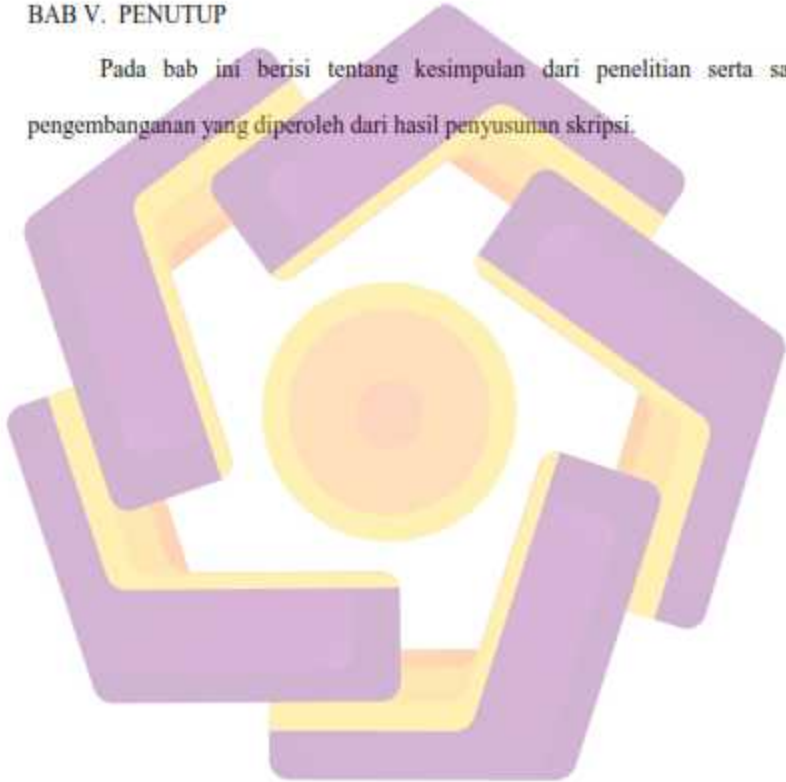 BAB V. PENUTUP
Pada bab ini berisi tentang kesimpulan dari penelitian serta
pengembanganan yang diperoleh dari hasil penyusunan skripsi.